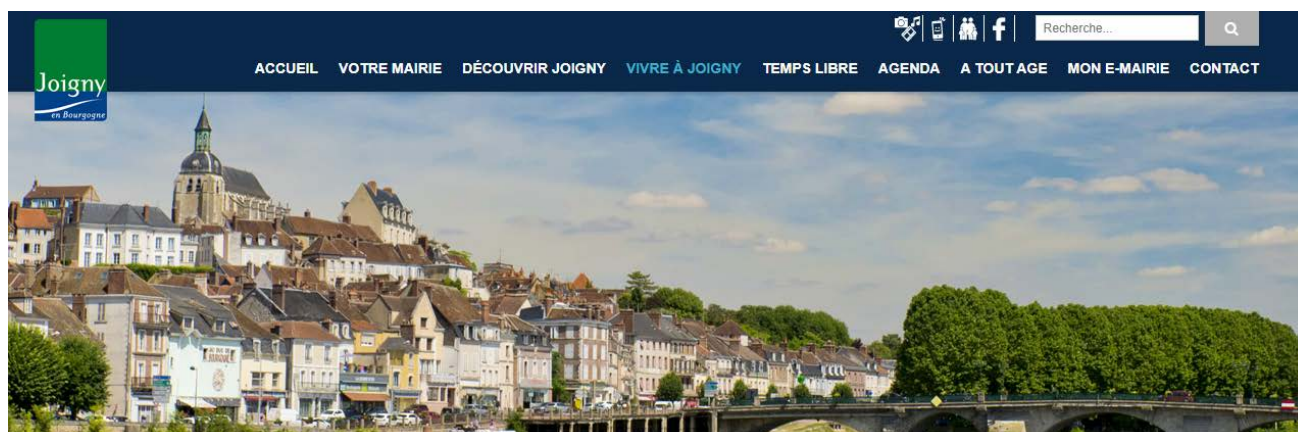 Recherche...
Joigny
en Bourgogne
ACCUEIL VOTRE MAIRIE DÉCOUVRIR JOIGNY VIVRE À JOIGNY TEMPS LIBRE AGENDA A TOUT AGE MON E-MAIRIE CONTACT